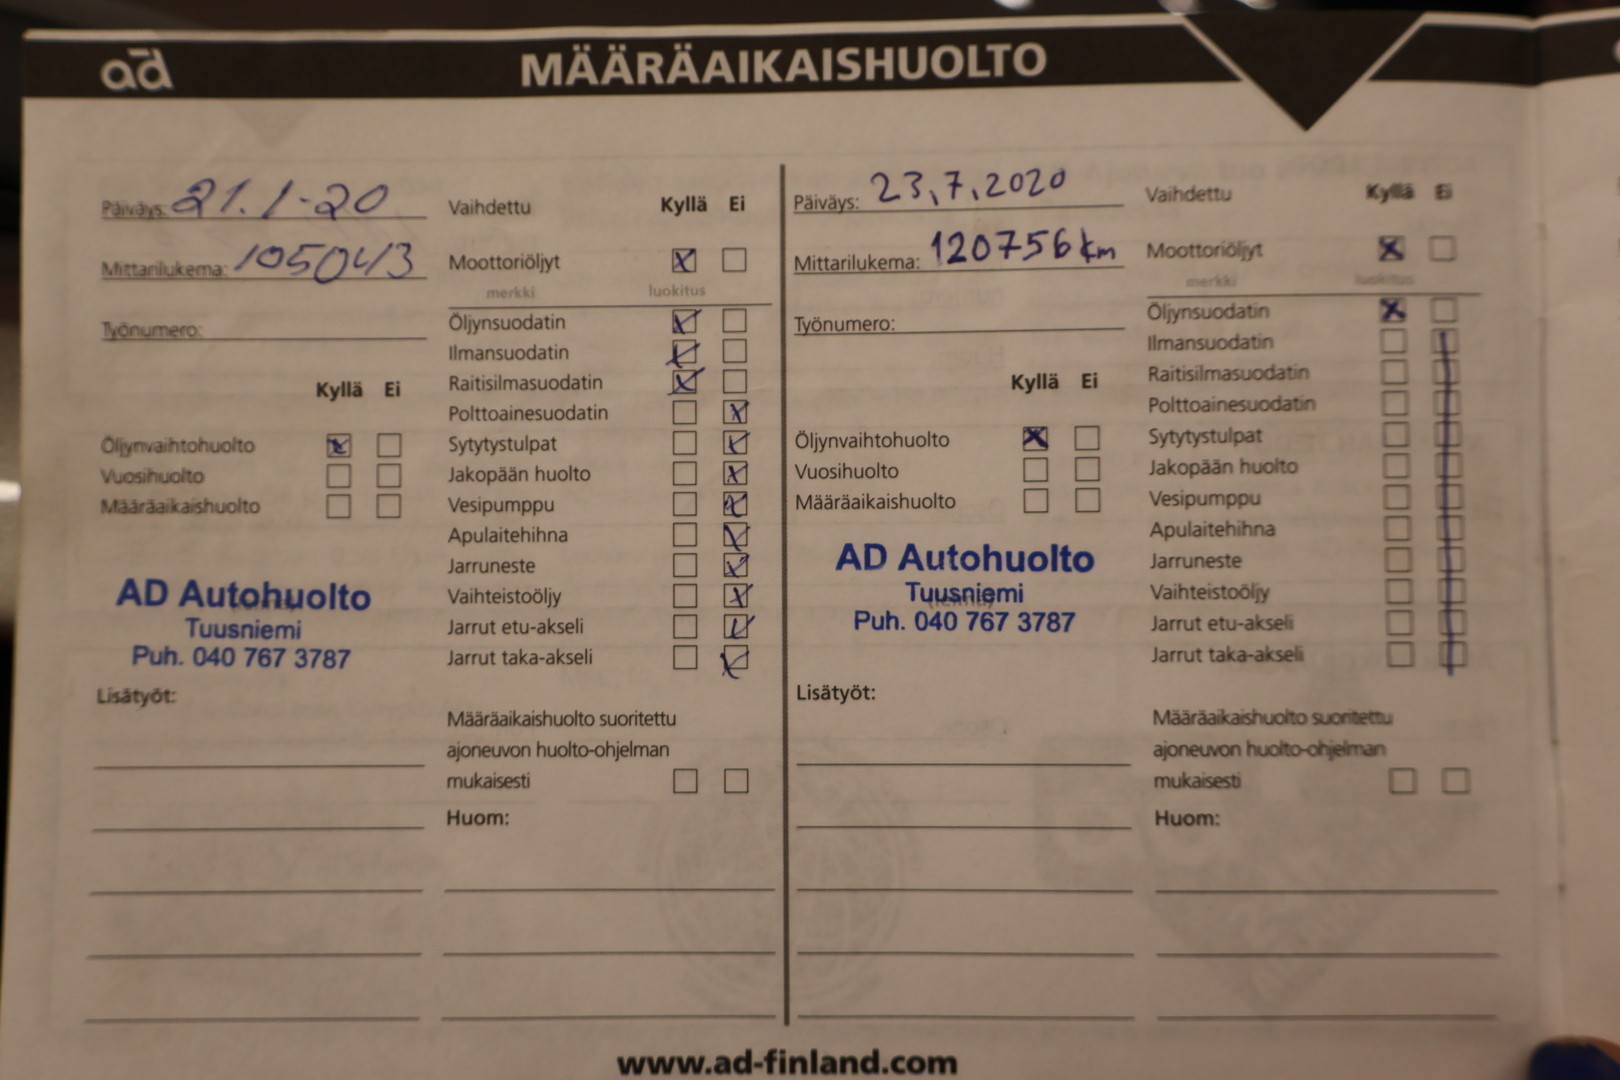 ad
MÄÄRÄAIKAISHUOLTO
Päiväys: 21.1-20
Mittarilukema: 105043
Työnumero:
Kyllä Ei
Öljynvaihtohuolto
Vuosihuolto
Määräaikaishuolto
AD Autohuolto
Tuusniemi
Puh. 040 767 3787
Lisätyöt:
Vaihdettu Kyllä Ei
Moottoriöljyt
merkki luokitus
Öljynsuodatin
Ilmansuodatin
Raitisilmasuodatin
Polttoainesuodatin
Sytytystulpat
Jakopään huolto
Vesipumppu
Apulaitehihna
Jarruneste
Vaihteistoöljy
Jarrut etu-akseli
Jarrut taka-akseli
Määräaikaishuolto suoritettu
ajoneuvon huolto-ohjelman
mukaisesti
Huom:
Päiväys: 23.7.2020
Mittarilukema: 120756 km
Työnumero:
Kyllä Ei
Öljynvaihtohuolto
Vuosihuolto
Määräaikaishuolto
AD Autohuolto
Tuusniemi
Puh. 040 767 3787
Lisätyöt:
Vaihdettu Kyllä Ei
Moottoriöljyt
merkki luokitus
Öljynsuodatin
Ilmansuodatin
Raitisilmasuodatin
Polttoainesuodatin
Sytytystulpat
Jakopään huolto
Vesipumppu
Apulaitehihna
Jarruneste
Vaihteistoöljy
Jarrut etu-akseli
Jarrut taka-akseli
Määräaikaishuolto suoritettu
ajoneuvon huolto-ohjelman
mukaisesti
Huom:
www.ad-finland.com